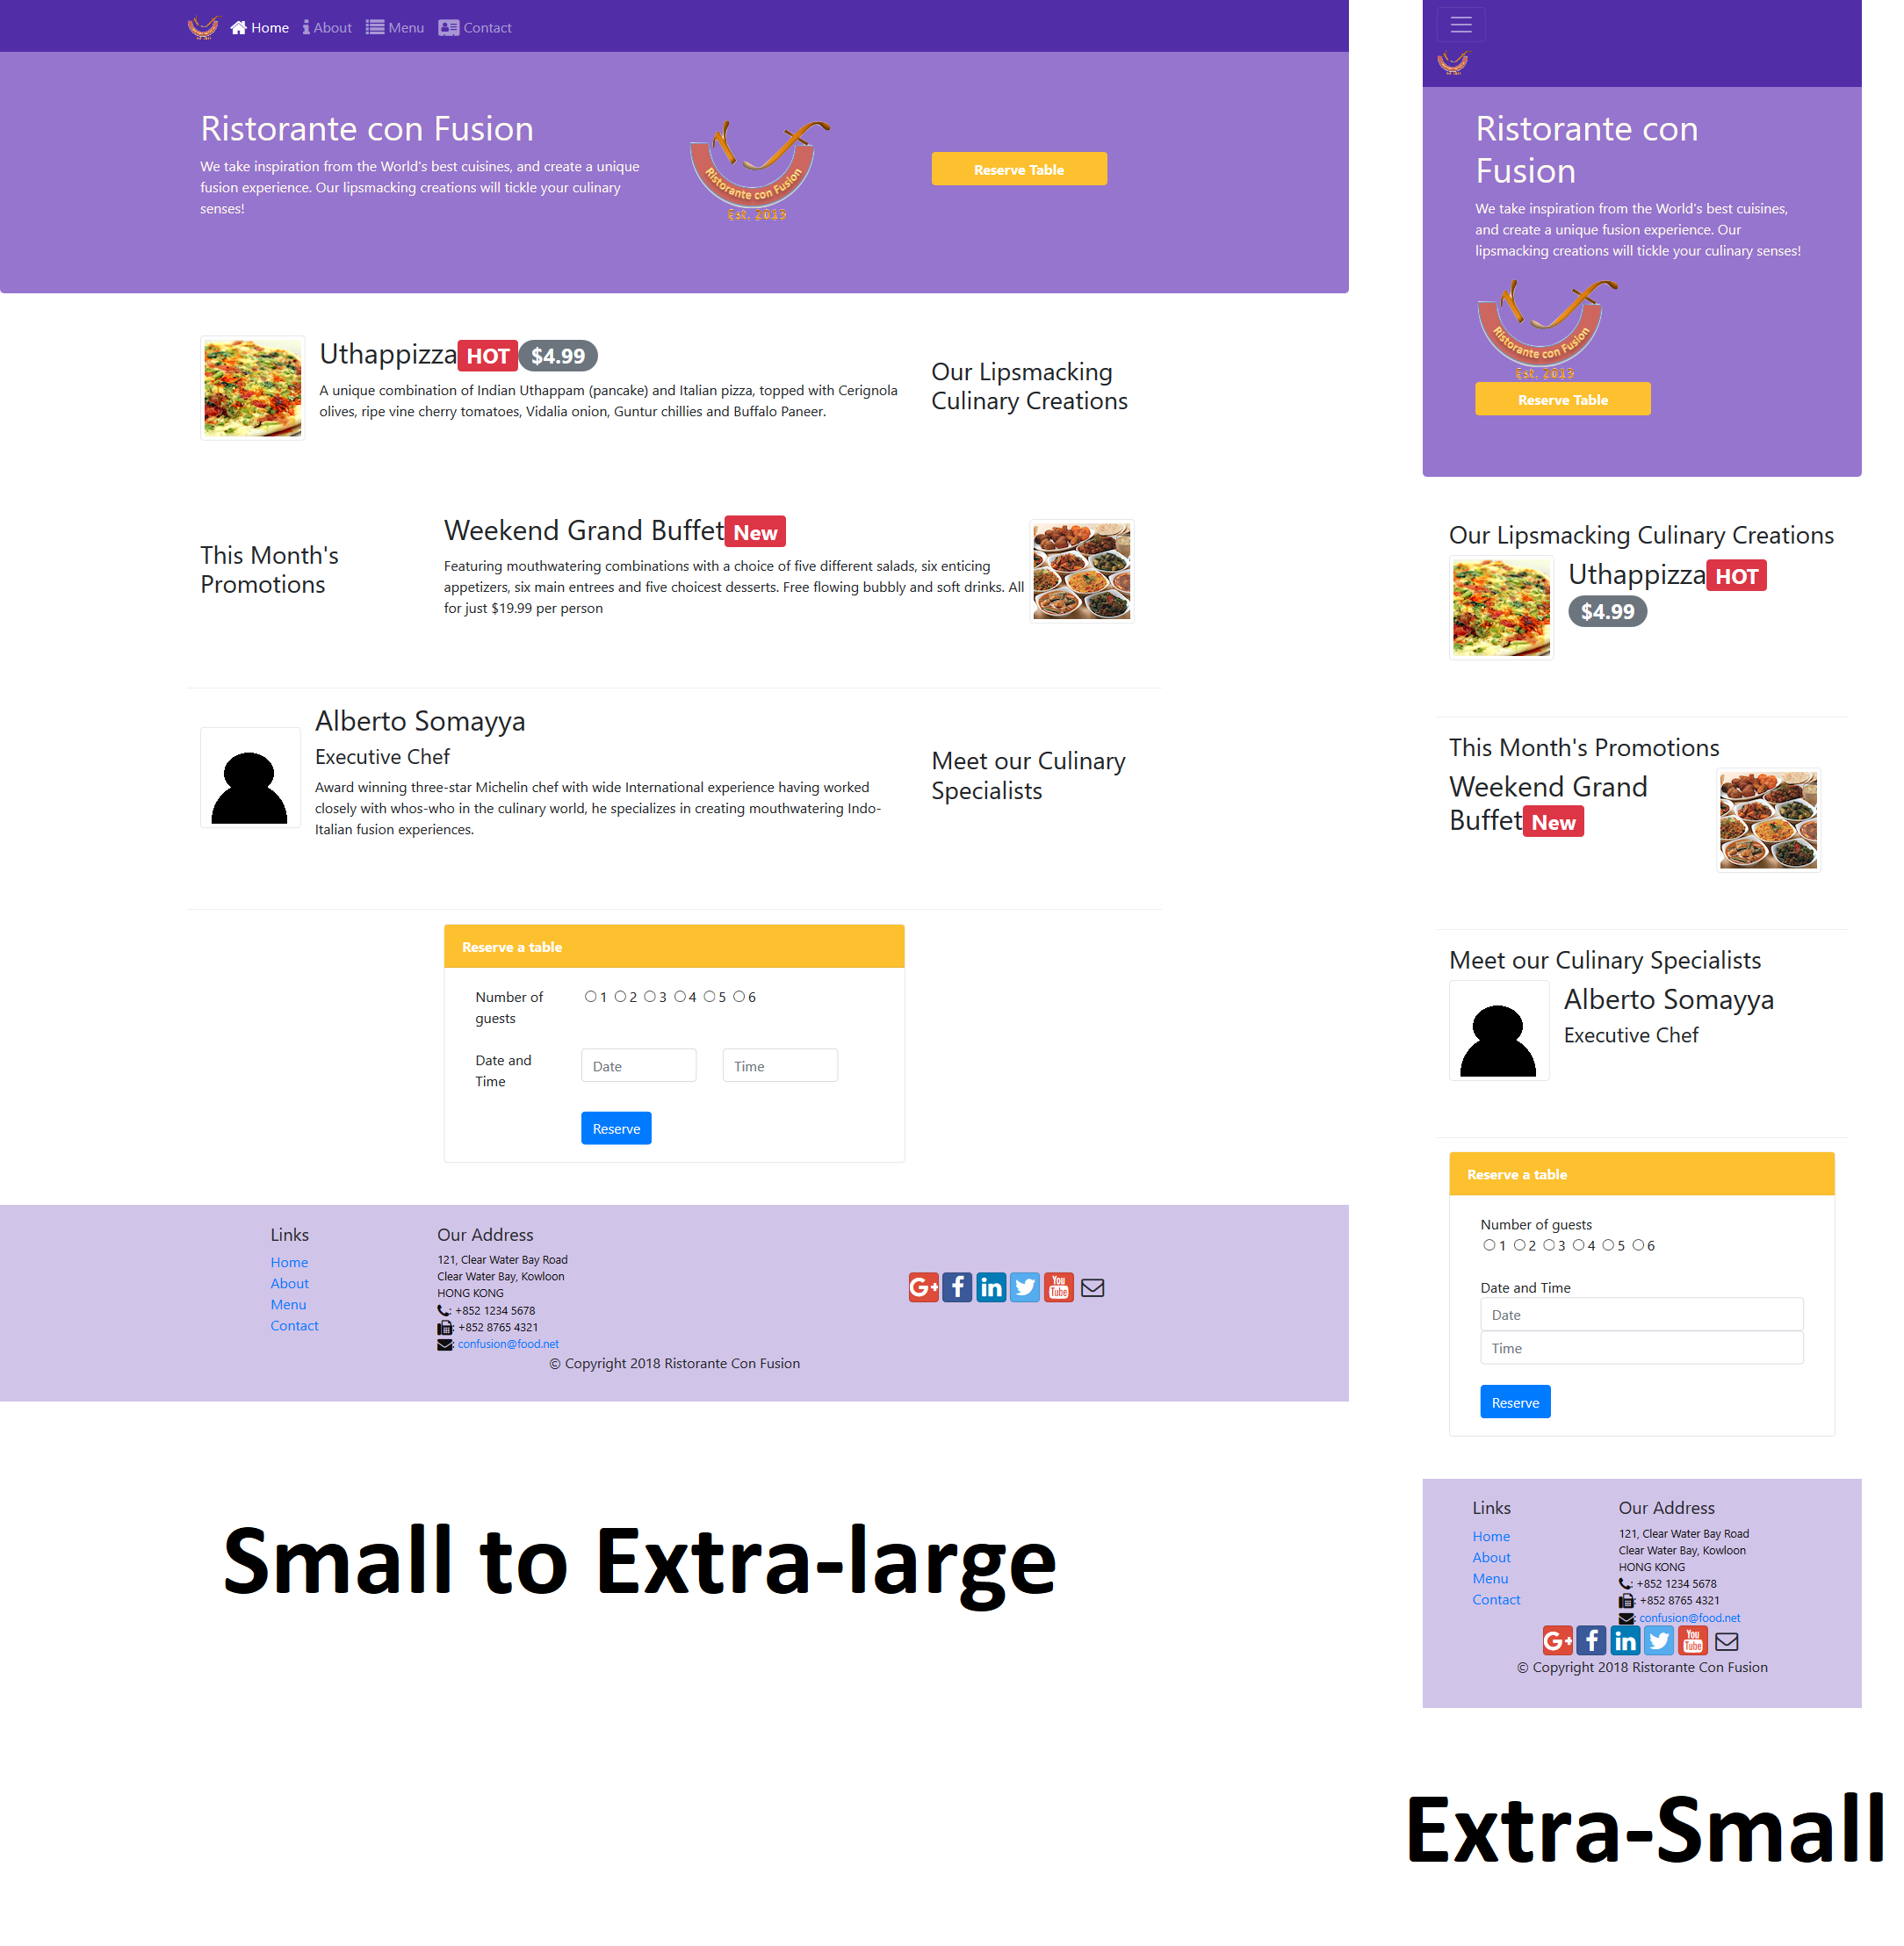 Home About Menu Contact
Ristorante con Fusion
We take inspiration from the World's best cuisines, and create a unique
fusion experience. Our lipsmacking creations will tickle your culinary
senses!
Ristorante con Fusion
Est. 2013
Reserve Table
Uthappizza HOT $4.99
A unique combination of Indian Uthappam (pancake) and Italian pizza, topped with Cerignola
olives, ripe vine cherry tomatoes, Vidalia onion, Guntur chillies and Buffalo Paneer.
Our Lipsmacking
Culinary Creations
This Month's
Promotions
Weekend Grand Buffet New
Featuring mouthwatering combinations with a choice of five different salads, six enticing
appetizers, six main entrees and five choicest desserts. Free flowing bubbly and soft drinks. All
for just $19.99 per person
Alberto Somayya
Executive Chef
Award winning three-star Michelin chef with wide International experience having worked
closely with whos-who in the culinary world, he specializes in creating mouthwatering Indo-
Italian fusion experiences.
Meet our Culinary
Specialists
Reserve a table
Number of
guests
1 2 3 4 5 6
Date and
Time
Date Time
Reserve
Links
Home
About
Menu
Contact
Our Address
121, Clear Water Bay Road
Clear Water Bay, Kowloon
HONG KONG
: +852 1234 5678
: +852 8765 4321
: confusion@food.net
G+ f in You Tube
© Copyright 2018 Ristorante Con Fusion
Small to Extra-large
Ristorante con
Fusion
We take inspiration from the World's best cuisines,
and create a unique fusion experience. Our
lipsmacking creations will tickle your culinary senses!
Ristorante con Fusion
Est. 2013
Reserve Table
Our Lipsmacking Culinary Creations
Uthappizza HOT
$4.99
This Month's Promotions
Weekend Grand
Buffet New
Meet our Culinary Specialists
Alberto Somayya
Executive Chef
Reserve a table
Number of guests
1 2 3 4 5 6
Date and Time
Date
Time
Reserve
Links
Home
About
Menu
Contact
Our Address
121, Clear Water Bay Road
Clear Water Bay, Kowloon
HONG KONG
: +852 1234 5678
: +852 8765 4321
: confusion@food.net
G+ f in You Tube
© Copyright 2018 Ristorante Con Fusion
Extra-Small